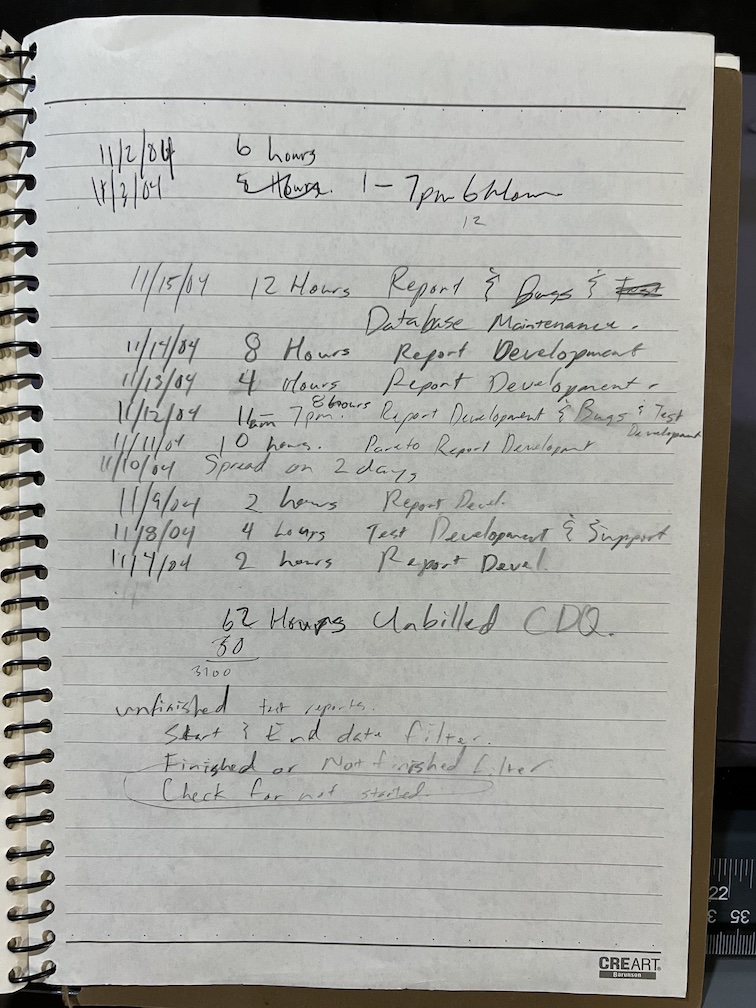 11/2/04 6 hours
11/3/04 Hours. 1 - 7pm 6 Hours
12
11/15/04 12 Hours Report & Bugs & Test
Database Maintenance.
11/14/04 8 Hours Report Development
11/13/04 4 Hours Report Development.
11/12/04 11am 7pm. 8 hours Report Development & Bugs & Test
Development
11/11/04 10 hours. Pareto Report Development
11/10/04 Spread on 2 days
11/9/04 2 hours Report Devel.
11/8/04 4 hours Test Development & Support
11/7/04 2 hours Report Devel.
62 Hours Unbilled CDQ.
50
3100
unfinished test reports.
Start & End date filter.
Finished or Not finished filter
Check for not started.
CREART
Barunson
22
35